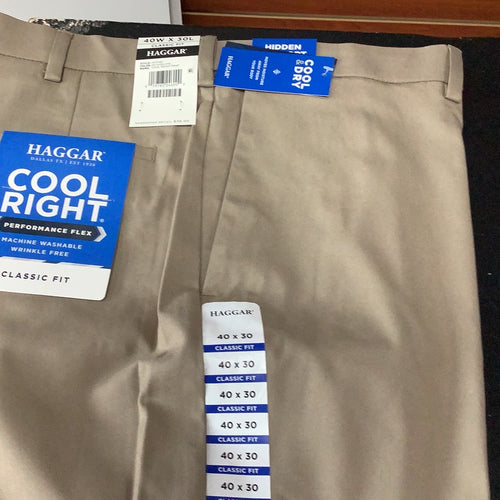 40W X 30L
CLASSIC FIT
HAGGAR
HAGGAR
HIDDEN
COOL
& DRY
HAGGAR
DALLAS TX | EST 1926
COOL
RIGHT®
PERFORMANCE FLEX
MACHINE WASHABLE
WRINKLE FREE
CLASSIC FIT
HAGGAR®
40 x 30
CLASSIC FIT
40 x 30
CLASSIC FIT
40 x 30
CLASSIC FIT
40 x 30
CLASSIC FIT
40 x 30
CLASSIC FIT
40 x 30